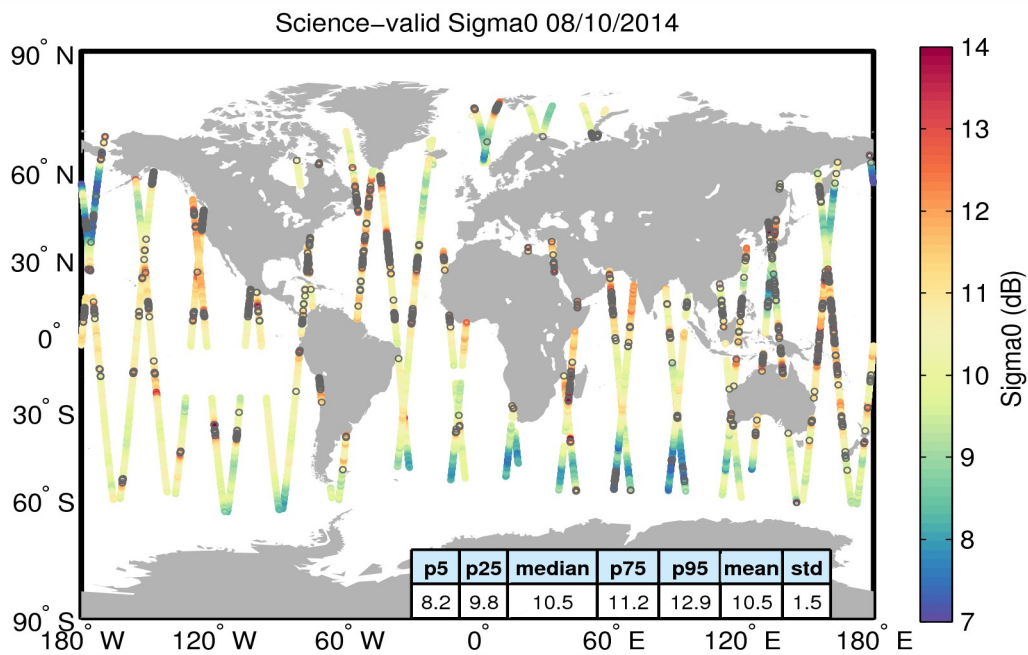 Science−valid Sigma0 08/10/2014
90° N
60° N
30° N
0°
30° S
60° S
90° S
180° W
120° W
60° W
0°
60° E
120° E
180° E
p5 p25 median p75 p95 mean std
8.2 9.8 10.5 11.2 12.9 10.5 1.5
14
13
12
11
10
9
8
7
Sigma0 (dB)